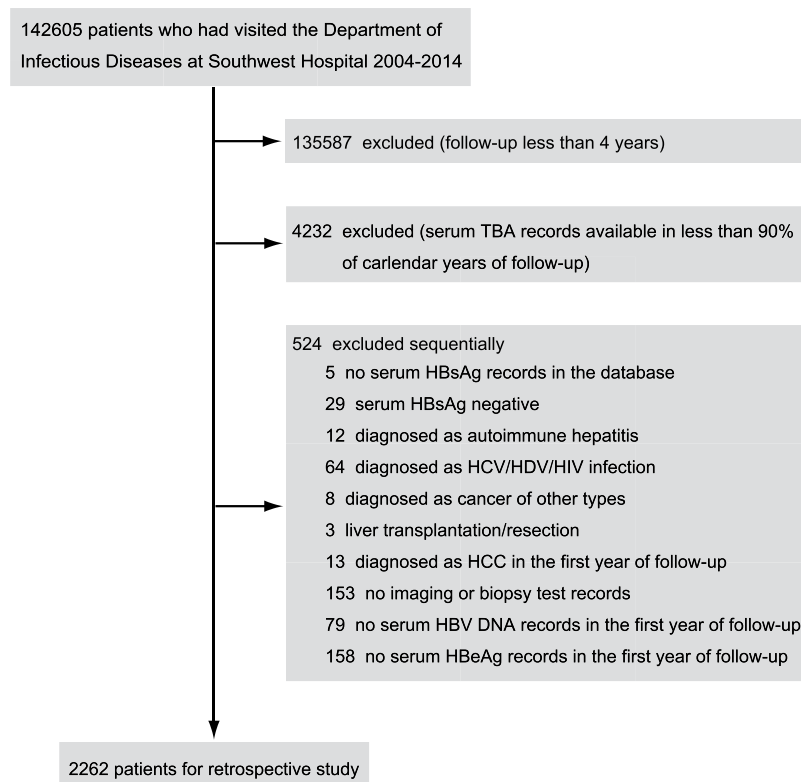 142605 patients who had visited the Department of
Infectious Diseases at Southwest Hospital 2004-2014
135587 excluded (follow-up less than 4 years)
4232 excluded (serum TBA records available in less than 90%
of carlendar years of follow-up)
524 excluded sequentially
5 no serum HBsAg records in the database
29 serum HBsAg negative
12 diagnosed as autoimmune hepatitis
64 diagnosed as HCV/HDV/HIV infection
8 diagnosed as cancer of other types
3 liver transplantation/resection
13 diagnosed as HCC in the first year of follow-up
153 no imaging or biopsy test records
79 no serum HBV DNA records in the first year of follow-up
158 no serum HBeAg records in the first year of follow-up
2262 patients for retrospective study